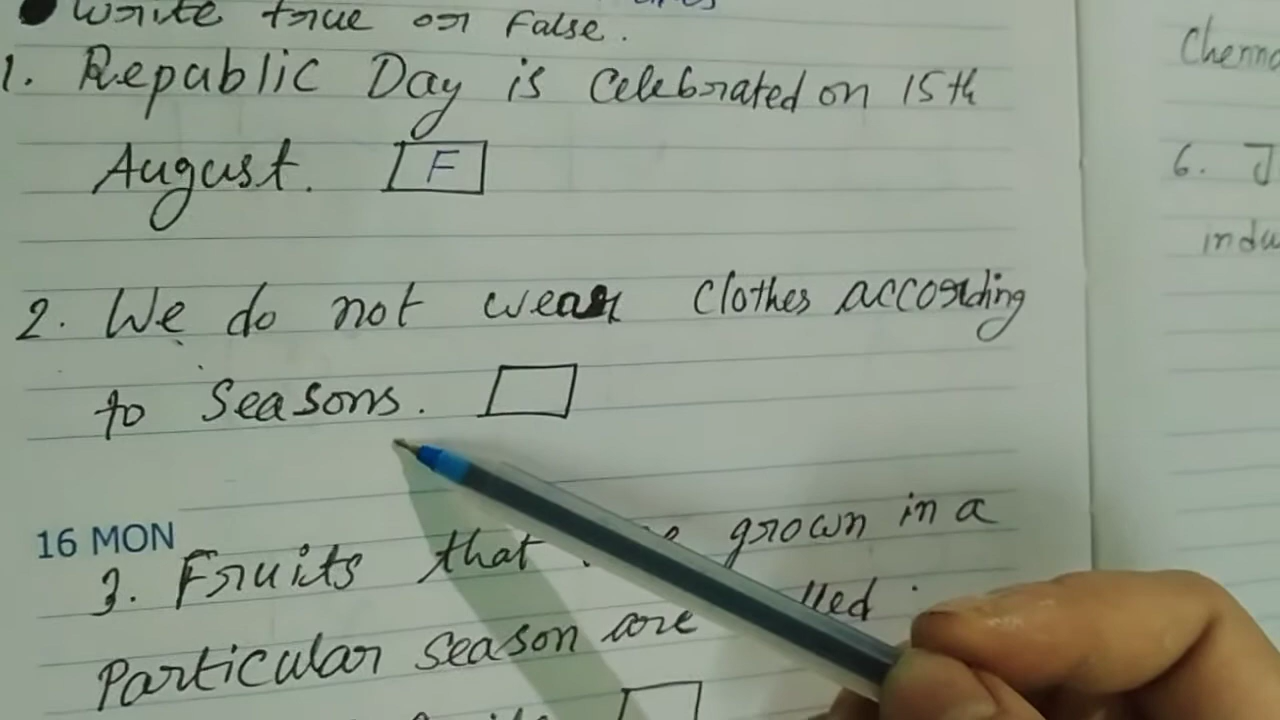 Write true or False.
1. Republic Day is celebrated on 15th
August. F
2. We do not wear clothes according
to seasons.
16 MON
3. Fruits that grown in a
Particular season are
Chenn
6. J
indu